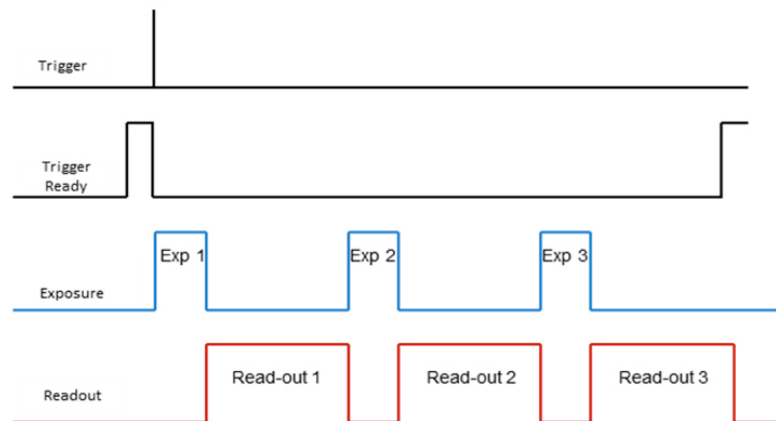 Trigger
Trigger
Ready
Exp 1
Exp 2
Exp 3
Exposure
Read-out 1
Read-out 2
Read-out 3
Readout